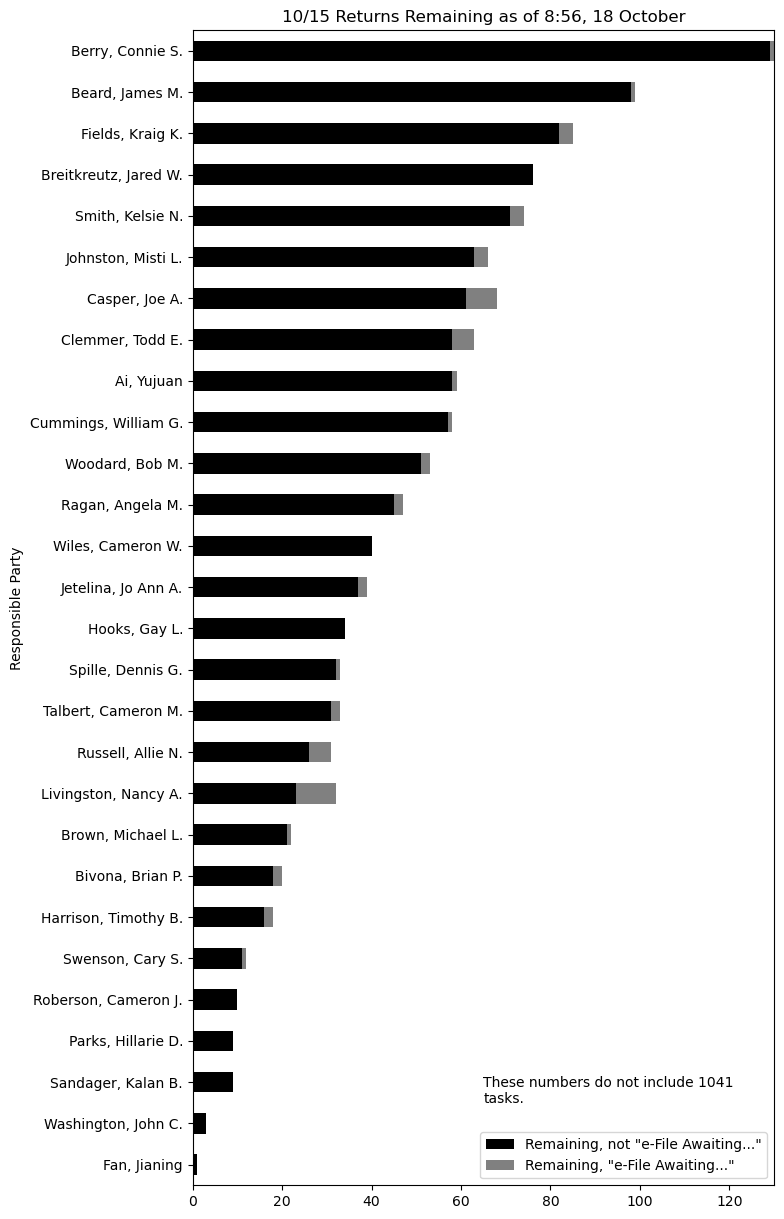 10/15 Returns Remaining as of 8:56, 18 October
Berry, Connie S.
Beard, James M.
Fields, Kraig K.
Breitkreutz, Jared W.
Smith, Kelsie N.
Johnston, Misti L.
Casper, Joe A.
Clemmer, Todd E.
Ai, Yujuan
Cummings, William G.
Woodard, Bob M.
Ragan, Angela M.
Wiles, Cameron W.
Jetelina, Jo Ann A.
Hooks, Gay L.
Spille, Dennis G.
Talbert, Cameron M.
Russell, Allie N.
Livingston, Nancy A.
Brown, Michael L.
Bivona, Brian P.
Harrison, Timothy B.
Swenson, Cary S.
Roberson, Cameron J.
Parks, Hillarie D.
Sandager, Kalan B.
Washington, John C.
Fan, Jianing
Responsible Party
These numbers do not include 1041
tasks.
Remaining, not "e-File Awaiting..."
Remaining, "e-File Awaiting..."
0 20 40 60 80 100 120